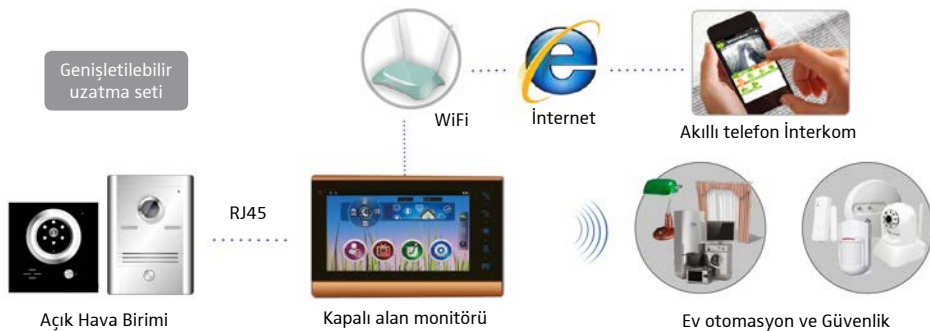 Genişletilebilir
uzatma seti
WiFi
İnternet
Akıllı telefon İnterkom
RJ45
Açık Hava Birimi
Kapalı alan monitörü
Ev otomasyon ve Güvenlik